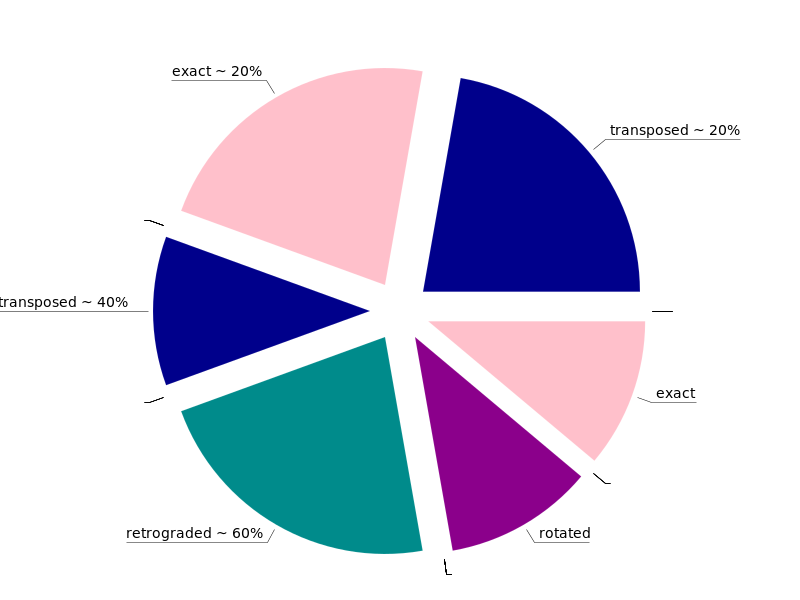 exact ~ 20%
transposed ~ 20%
transposed ~ 40%
exact
retrograded ~ 60%
rotated